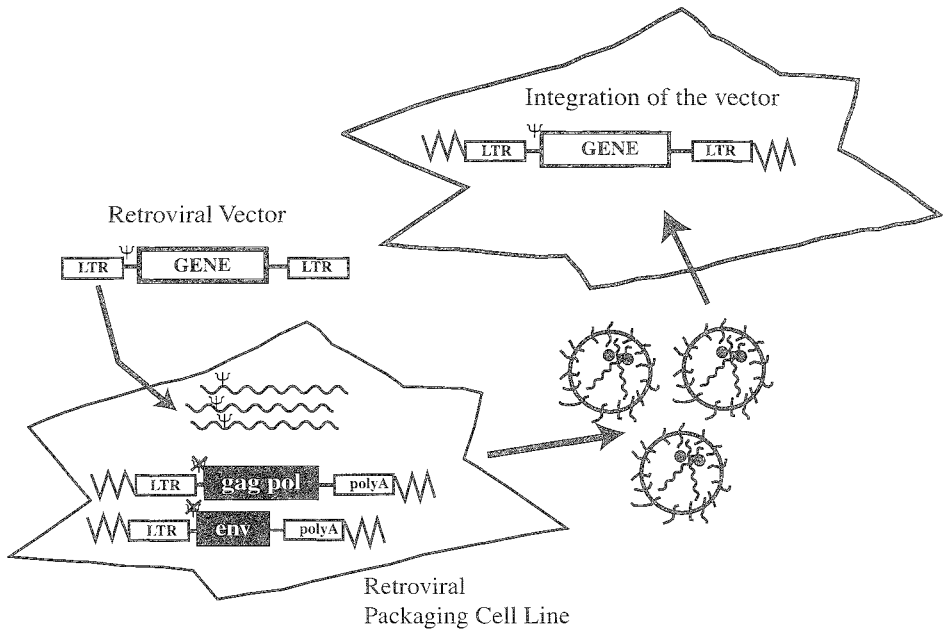 Integration of the vector
Ψ
LTR GENE LTR
Retroviral Vector
Ψ
LTR GENE LTR
Ψ
Ψ
Ψ
Ψ
LTR gag pol polyA
Ψ
LTR env polyA
Retroviral
Packaging Cell Line